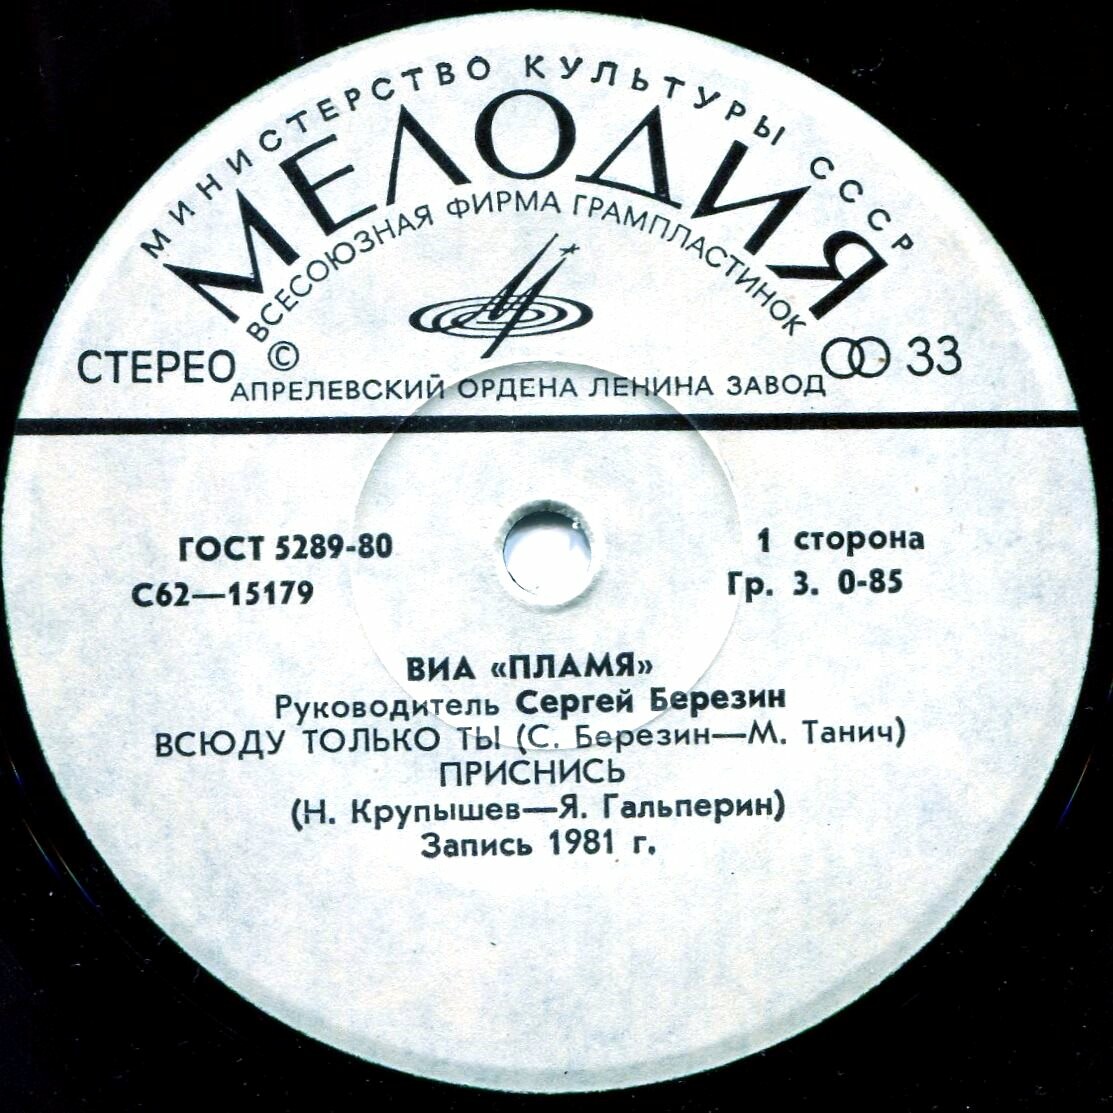 МИНИСТЕРСТВО КУЛЬТУРЫ СССР
МЕЛОДИЯ
ВСЕСОЮЗНАЯ ФИРМА ГРАМПЛАСТИНОК
СТЕРЕО © 33
АПРЕЛЕВСКИЙ ОРДЕНА ЛЕНИНА ЗАВОД
ГОСТ 5289-80 1 сторона
С62—15179 Гр. 3. 0-85
ВИА «ПЛАМЯ»
Руководитель Сергей Березин
ВСЮДУ ТОЛЬКО ТЫ (С. Березин—М. Танич)
ПРИСНИСЬ
(Н. Крупышев—Я. Гальперин)
Запись 1981 г.